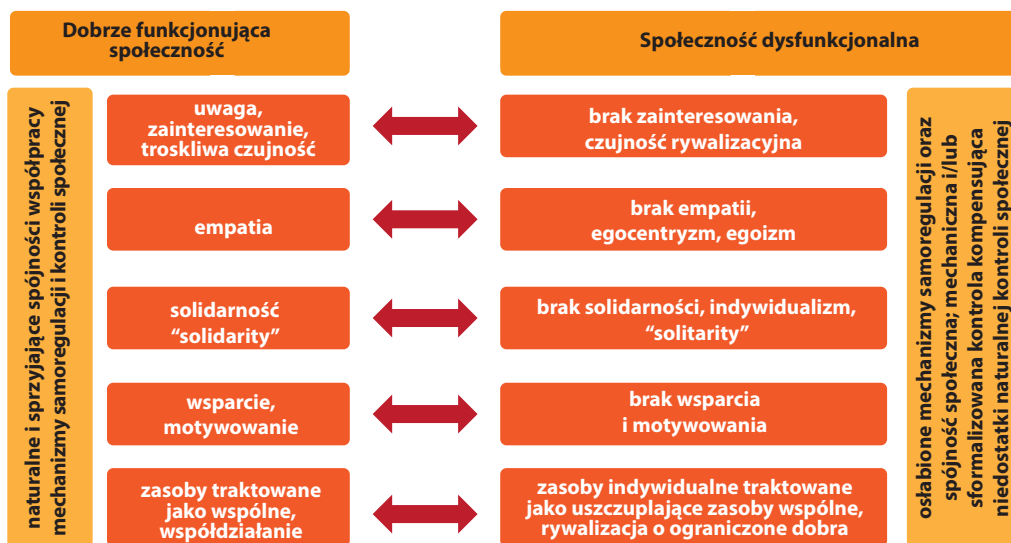 Dobrze funkcjonująca
społeczność
Społeczność dysfunkcjonalna
naturalne i sprzyjające spójności współpracy
mechanizmy samoregulacji i kontroli społecznej
uwaga,
zainteresowanie,
troskliwa czujność
brak zainteresowania,
czujność rywalizacyjna
empatia
brak empatii,
egocentryzm, egoizm
solidarność
“solidarity”
brak solidarności, indywidualizm,
“solitarity”
wsparcie,
motywowanie
brak wsparcia
i motywowania
zasoby traktowane
jako wspólne,
współdziałanie
zasoby indywidualne traktowane
jako uszczuplające zasoby wspólne,
rywalizacja o ograniczone dobra
osłabione mechanizmy samoregulacji oraz
spójność społeczna; mechaniczna i/lub
sformalizowana kontrola kompensująca
niedostatki naturalnej kontroli społecznej